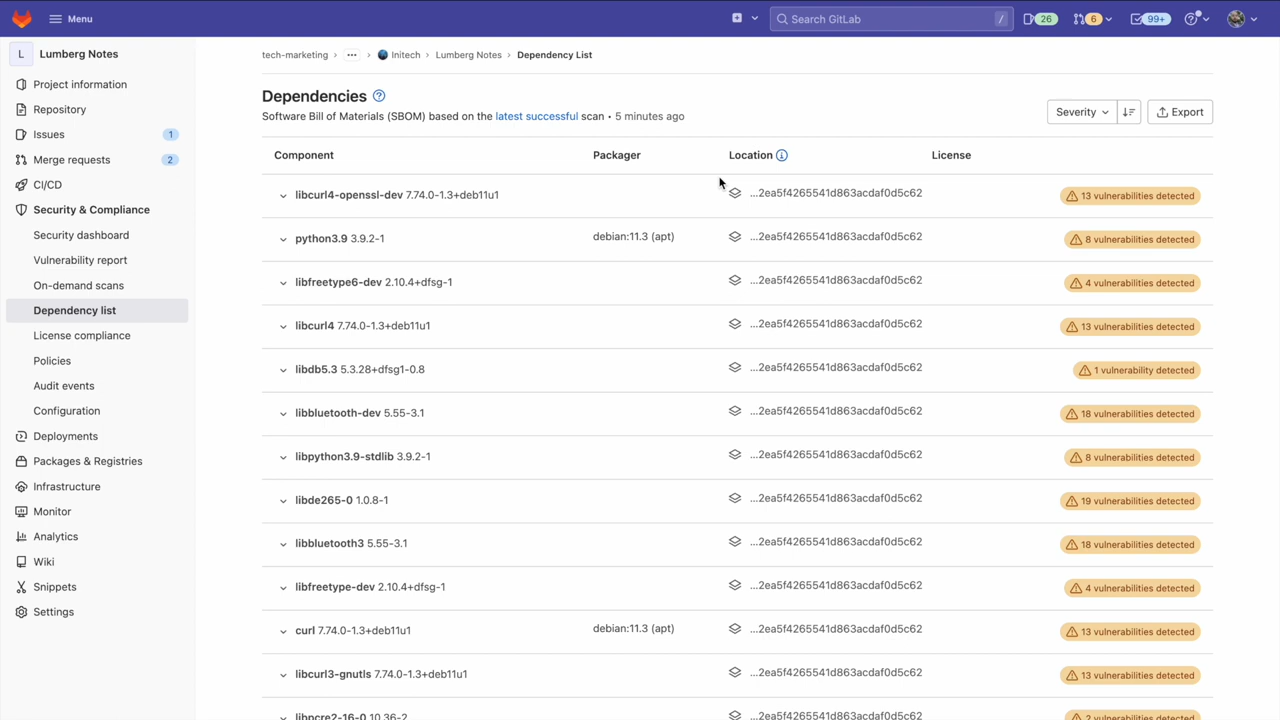 Menu
Search GitLab
/
26
6
99+
L Lumberg Notes
Project information
Repository
Issues 1
Merge requests 2
CI/CD
Security & Compliance
Security dashboard
Vulnerability report
On-demand scans
Dependency list
License compliance
Policies
Audit events
Configuration
Deployments
Packages & Registries
Infrastructure
Monitor
Analytics
Wiki
Snippets
Settings
tech-marketing › ··· › Initech › Lumberg Notes › Dependency List
Dependencies
Software Bill of Materials (SBOM) based on the latest successful scan • 5 minutes ago
Severity
Export
Component Packager Location License
libcurl4-openssl-dev 7.74.0-1.3+deb11u1 ...2ea5f4265541d863acdaf0d5c62 13 vulnerabilities detected
python3.9 3.9.2-1 debian:11.3 (apt) ...2ea5f4265541d863acdaf0d5c62 8 vulnerabilities detected
libfreetype6-dev 2.10.4+dfsg-1 ...2ea5f4265541d863acdaf0d5c62 4 vulnerabilities detected
libcurl4 7.74.0-1.3+deb11u1 ...2ea5f4265541d863acdaf0d5c62 13 vulnerabilities detected
libdb5.3 5.3.28+dfsg1-0.8 ...2ea5f4265541d863acdaf0d5c62 1 vulnerability detected
libbluetooth-dev 5.55-3.1 ...2ea5f4265541d863acdaf0d5c62 18 vulnerabilities detected
libpython3.9-stdlib 3.9.2-1 ...2ea5f4265541d863acdaf0d5c62 8 vulnerabilities detected
libde265-0 1.0.8-1 ...2ea5f4265541d863acdaf0d5c62 19 vulnerabilities detected
libbluetooth3 5.55-3.1 ...2ea5f4265541d863acdaf0d5c62 18 vulnerabilities detected
libfreetype-dev 2.10.4+dfsg-1 ...2ea5f4265541d863acdaf0d5c62 4 vulnerabilities detected
curl 7.74.0-1.3+deb11u1 debian:11.3 (apt) ...2ea5f4265541d863acdaf0d5c62 13 vulnerabilities detected
libcurl3-gnutls 7.74.0-1.3+deb11u1 ...2ea5f4265541d863acdaf0d5c62 13 vulnerabilities detected
libpcre2-16-0 10.36-2 ...2ea5f4265541d863acdaf0d5c62 2 vulnerabilities detected